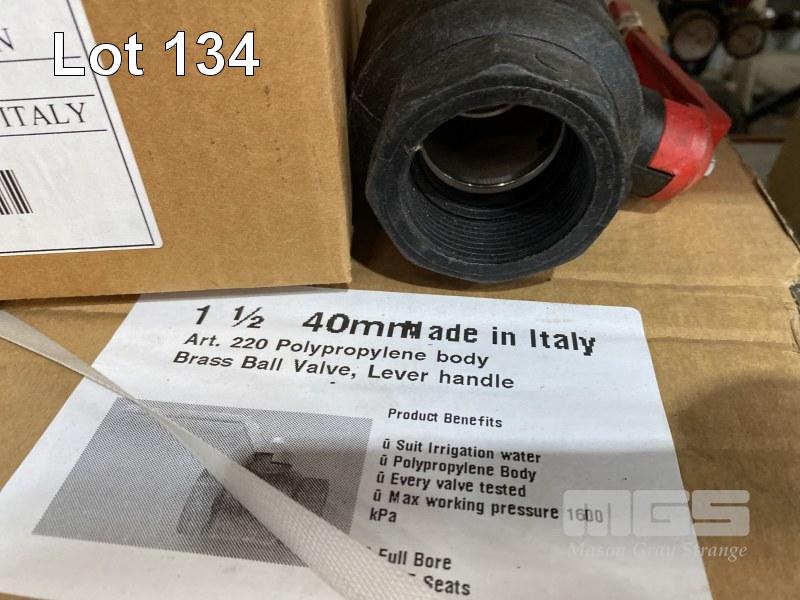 Lot 134
N
ITALY
1 ½ 40mm Made in Italy
Art. 220 Polypropylene body
Brass Ball Valve, Lever handle
Product Benefits
ū Suit Irrigation water
ū Polypropylene Body
ū Every valve tested
ū Max working pressure 1600
kPa
Full Bore
Seats
MGS
Mason Gray Strange